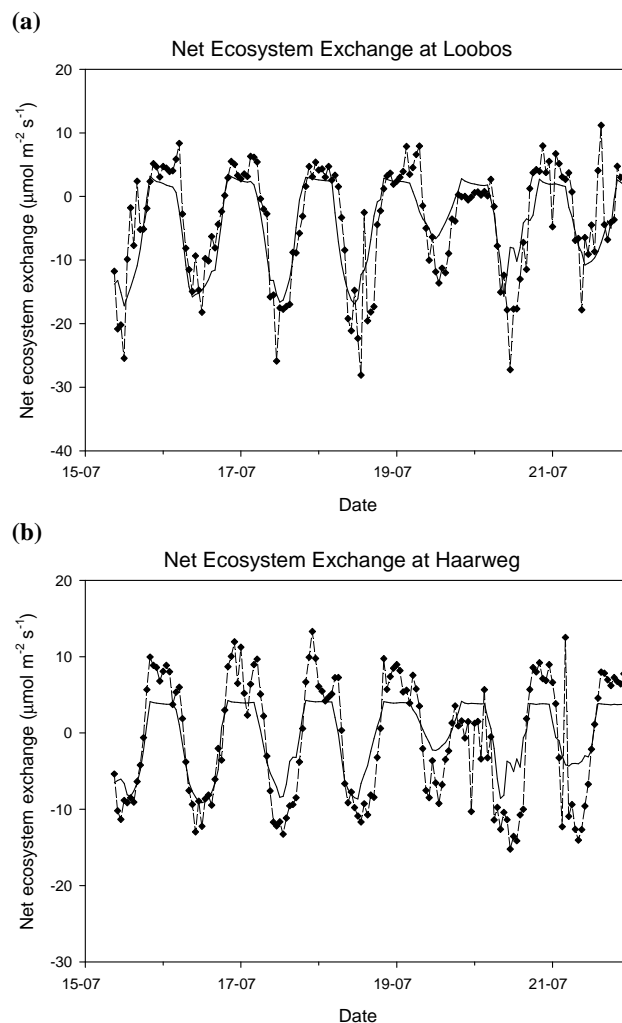 (a)
Net Ecosystem Exchange at Loobos
Net ecosystem exchange (µmol m⁻² s⁻¹)
20
10
0
-10
-20
-30
-40
15-07 17-07 19-07 21-07
Date
(b)
Net Ecosystem Exchange at Haarweg
Net ecosystem exchange (µmol m⁻² s⁻¹)
20
10
0
-10
-20
-30
15-07 17-07 19-07 21-07
Date